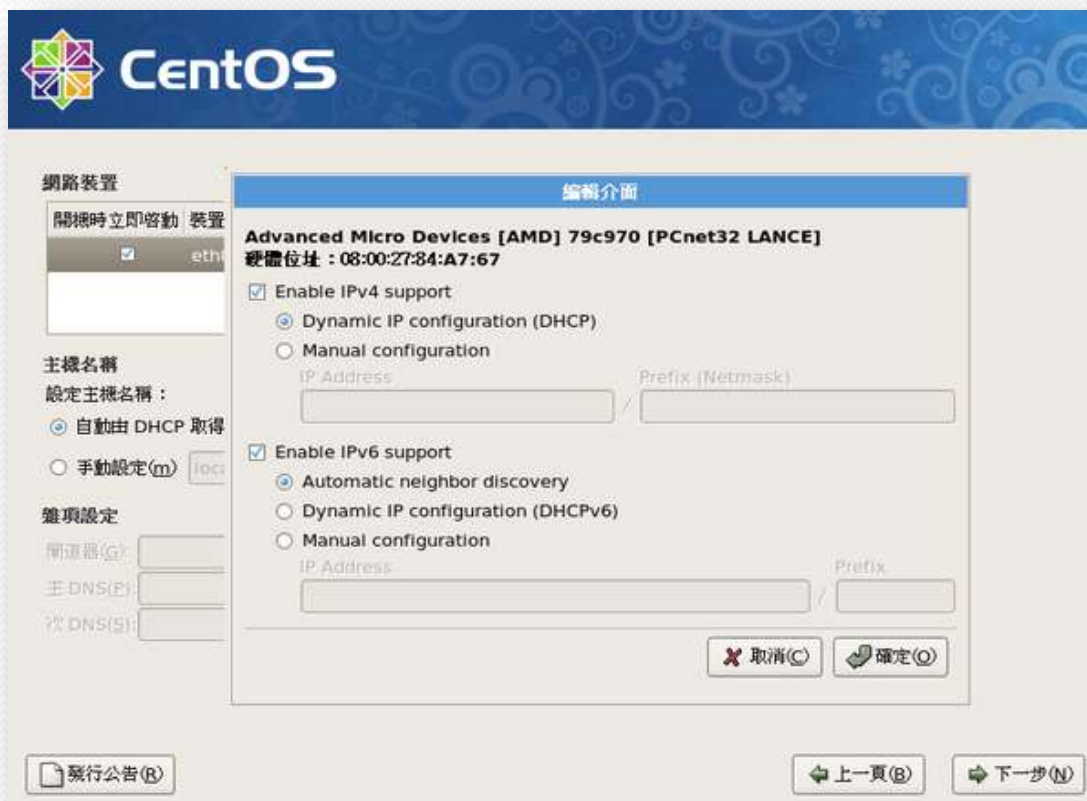 CentOS
網路裝置
開機時立即啓動 裝置
eth
編輯介面
Advanced Micro Devices [AMD] 79c970 [PCnet32 LANCE]
硬體位址：08:00:27:84:A7:67
Enable IPv4 support
Dynamic IP configuration (DHCP)
Manual configuration
IP Address Prefix (Netmask)
/
Enable IPv6 support
Automatic neighbor discovery
Dynamic IP configuration (DHCPv6)
Manual configuration
IP Address Prefix
/
取消(C) 確定(O)
主機名稱
設定主機名稱：
自動由 DHCP 取得
手動設定(m) loca
雜項設定
閘道器(G):
主 DNS(P):
次 DNS(S):
發行公告(R) 上一頁(B) 下一步(N)